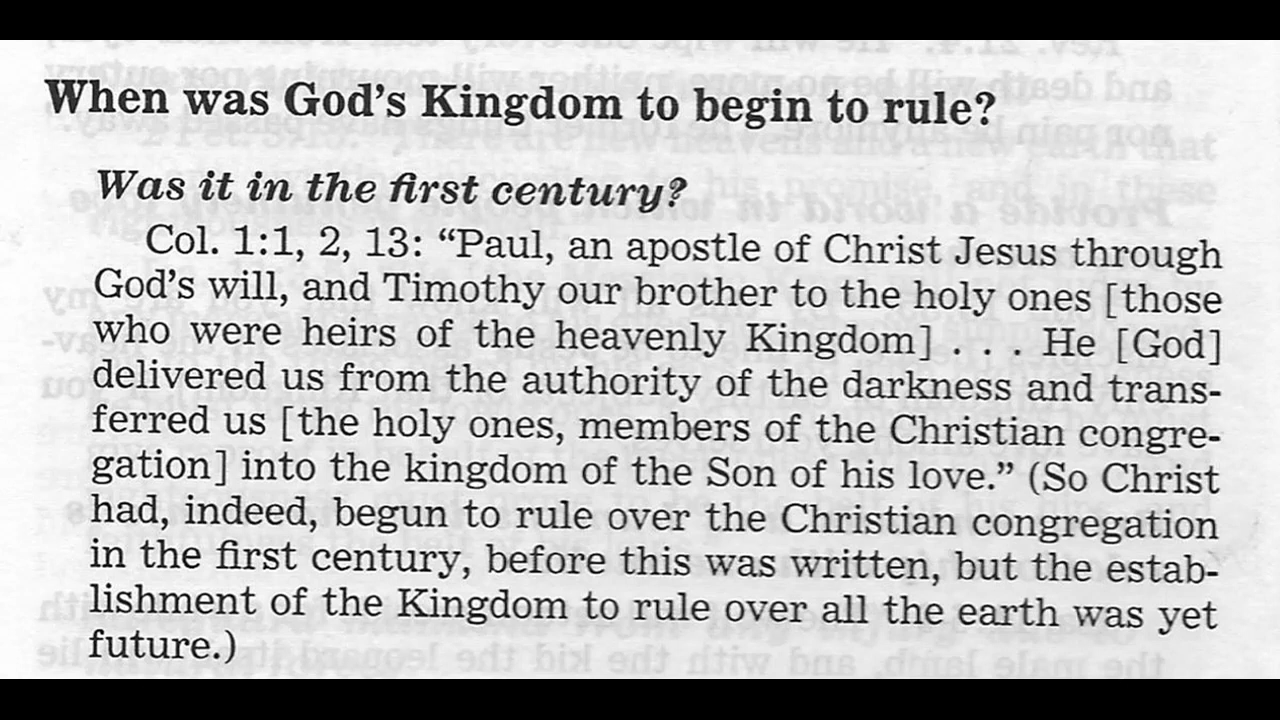 When was God's Kingdom to begin to rule?
Was it in the first century?
Col. 1:1, 2, 13: “Paul, an apostle of Christ Jesus through
God's will, and Timothy our brother to the holy ones [those
who were heirs of the heavenly Kingdom] . . . He [God]
delivered us from the authority of the darkness and trans-
ferred us [the holy ones, members of the Christian congre-
gation] into the kingdom of the Son of his love.” (So Christ
had, indeed, begun to rule over the Christian congregation
in the first century, before this was written, but the estab-
lishment of the Kingdom to rule over all the earth was yet
future.)